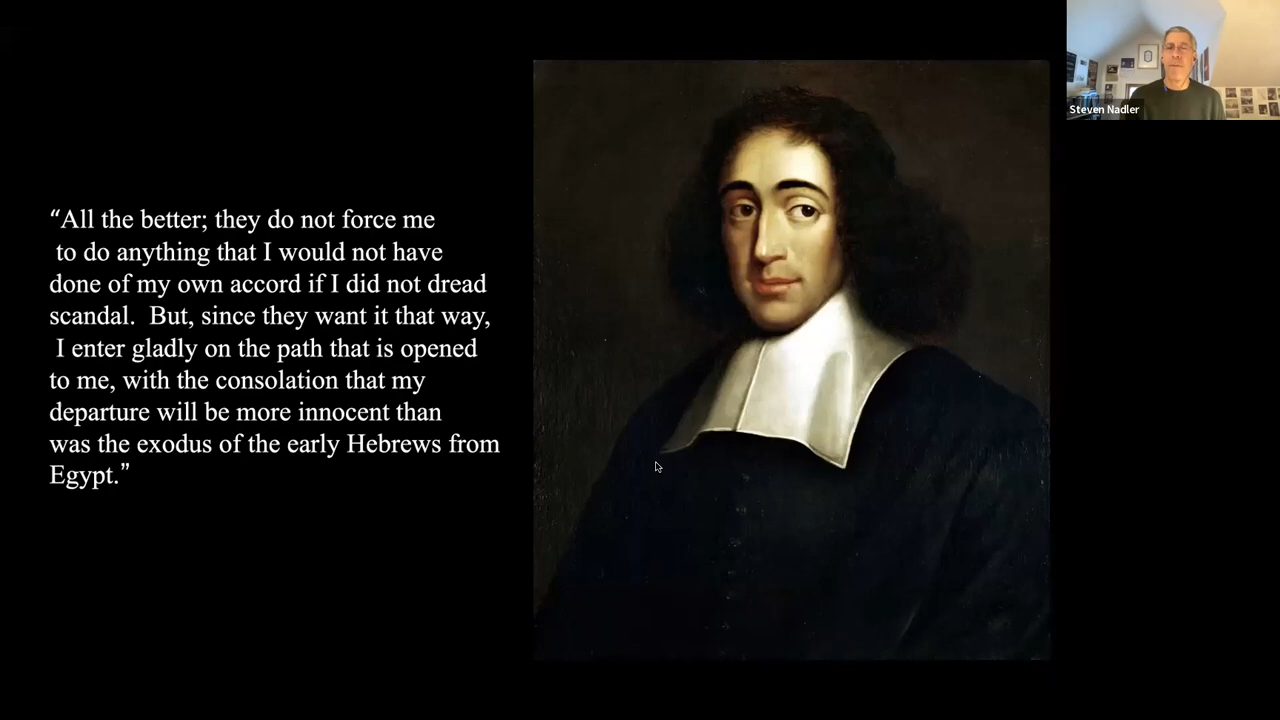 “All the better; they do not force me
to do anything that I would not have
done of my own accord if I did not dread
scandal.  But, since they want it that way,
I enter gladly on the path that is opened
to me, with the consolation that my
departure will be more innocent than
was the exodus of the early Hebrews from
Egypt.”
Steven Nadler